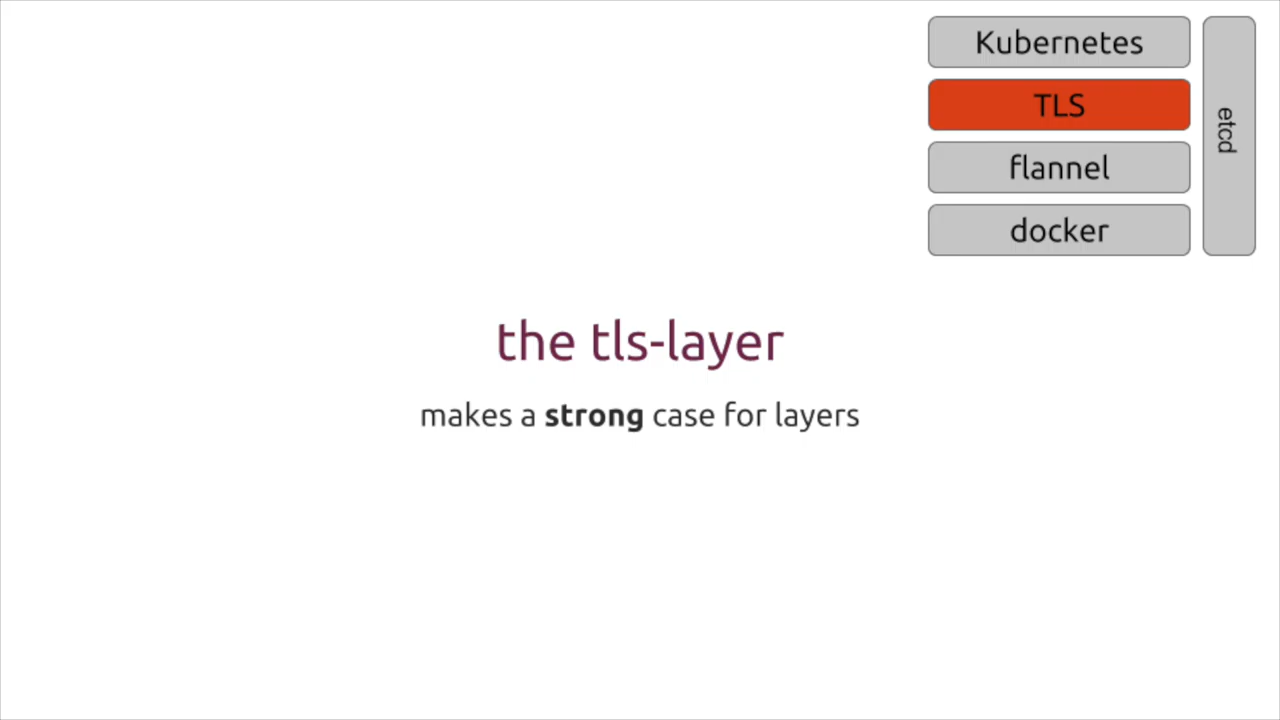 Kubernetes
TLS
flannel
docker
etcd
the tls-layer
makes a strong case for layers